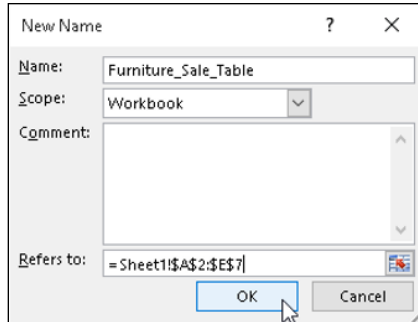 New Name
Name: Furniture_Sale_Table
Scope: Workbook
Comment:
Refers to: =Sheet1!$A$2:$E$7
OK Cancel